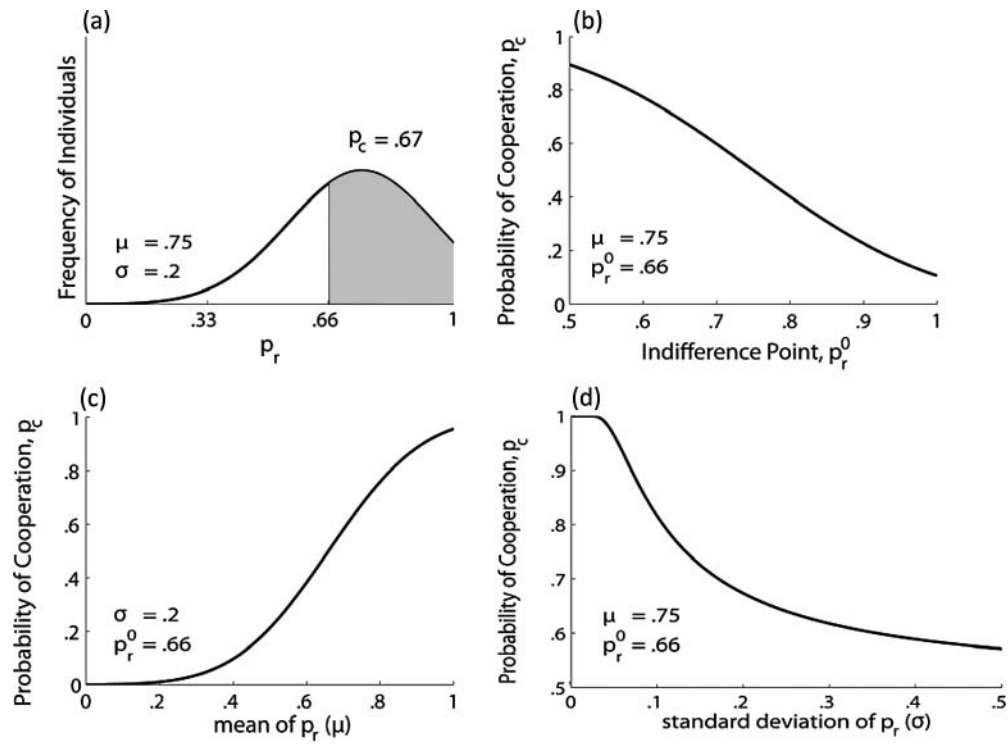 (a)
Frequency of Individuals
p_c = .67
μ = .75
σ = .2
0 .33 .66 1
p_r
(b)
Probability of Cooperation, p_c
1
.8
.6
.4
.2
0
μ = .75
p_r^0 = .66
.5 .6 .7 .8 .9 1
Indifference Point, p_r^0
(c)
Probability of Cooperation, p_c
1
.8
.6
.4
.2
0
σ = .2
p_r^0 = .66
0 .2 .4 .6 .8 1
mean of p_r (μ)
(d)
Probability of Cooperation, p_c
1
.9
.8
.7
.6
.5
μ = .75
p_r^0 = .66
0 .1 .2 .3 .4 .5
standard deviation of p_r (σ)